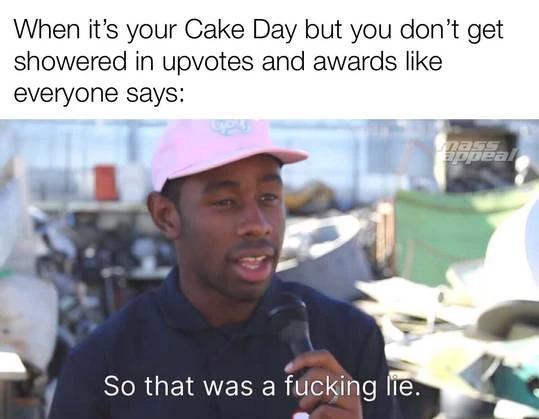 When it’s your Cake Day but you don’t get
showered in upvotes and awards like
everyone says:
mass
appeal
So that was a fucking lie.